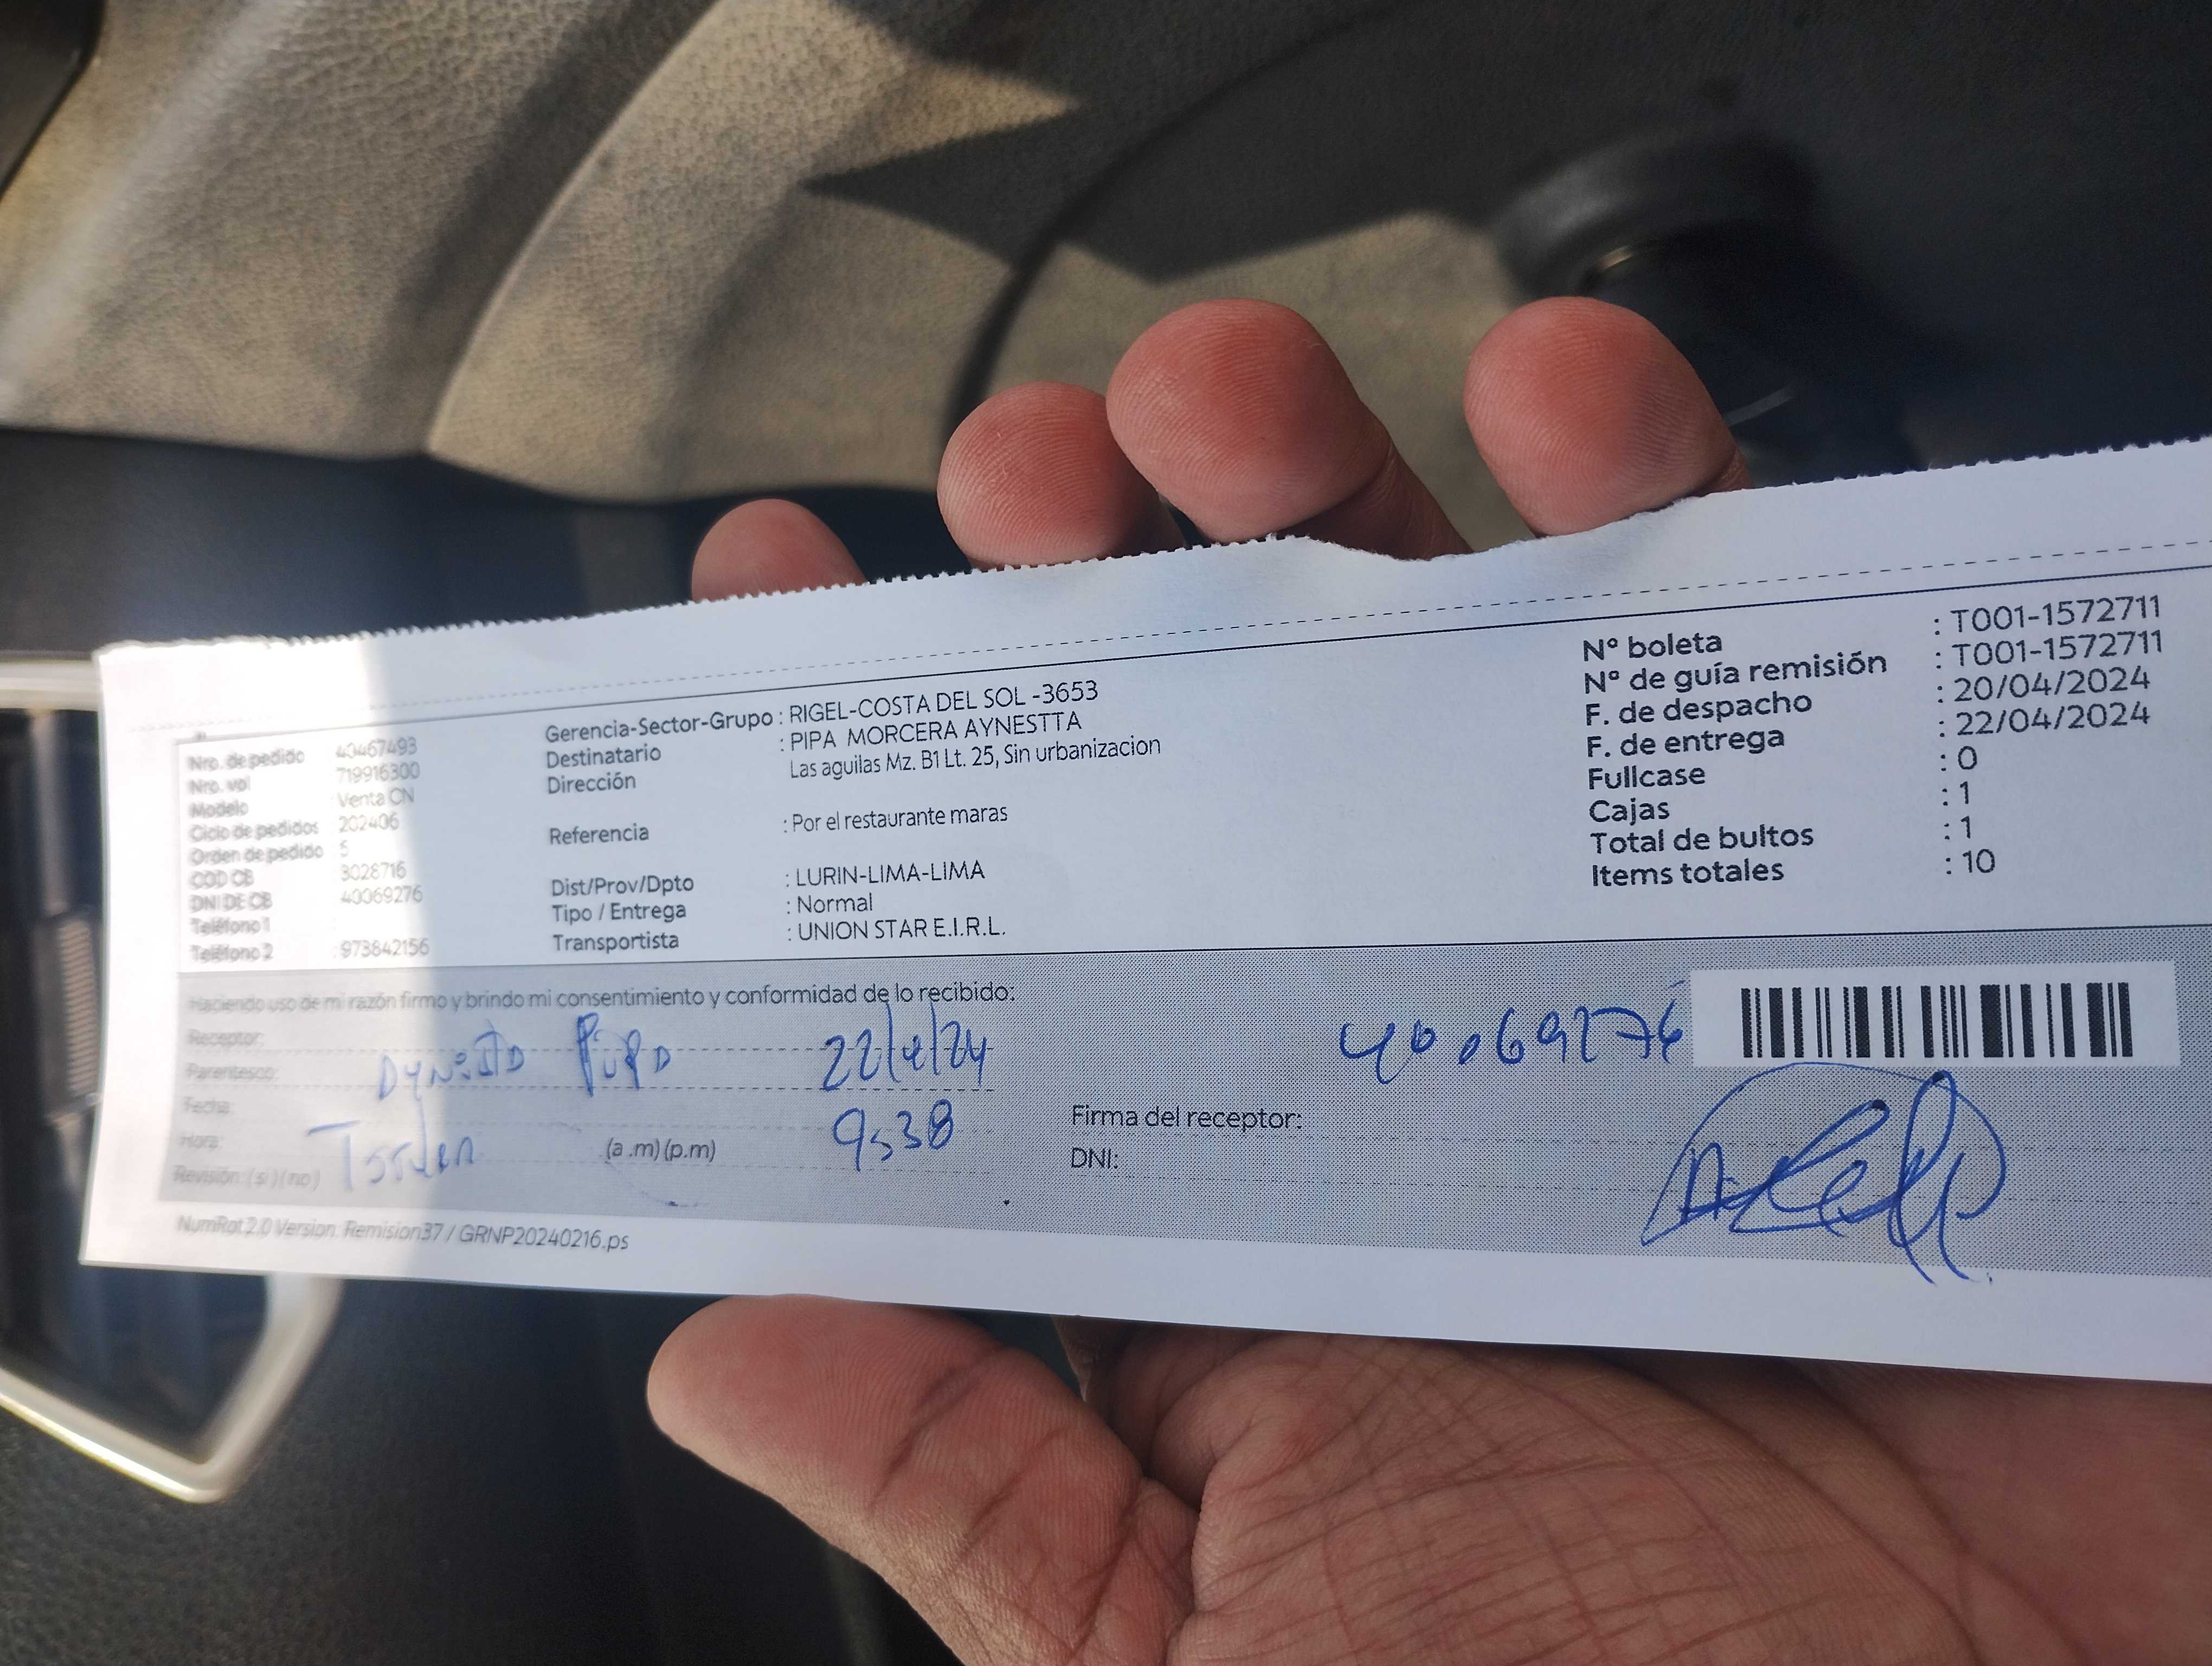 Nro. de pedido 40467493
Nro. vol 719916300
Modelo Venta CN
Ciclo de pedidos 202406
Orden de pedido 5
COD CB 3028716
DNI DE CB 40069276
Teléfono 1
Teléfono 2 : 973842156
Gerencia-Sector-Grupo : RIGEL-COSTA DEL SOL -3653
Destinatario : PIPA MORCERA AYNESTTA
Dirección Las aguilas Mz. B1 Lt. 25, Sin urbanizacion
Referencia : Por el restaurante maras
Dist/Prov/Dpto : LURIN-LIMA-LIMA
Tipo / Entrega : Normal
Transportista : UNION STAR E.I.R.L.
N° boleta : T001-1572711
N° de guía remisión : T001-1572711
F. de despacho : 20/04/2024
F. de entrega : 22/04/2024
Fullcase : 0
Cajas : 1
Total de bultos : 1
Items totales : 10
Haciendo uso de mi razón firmo y brindo mi consentimiento y conformidad de lo recibido:
Receptor:
Parentesco: 22/4/24
Fecha:
Hora: (a .m) (p.m) 9:38
Revisión: (si) (no)
40069276
Firma del receptor:
DNI:
NumRot 2.0 Version: Remision37 / GRNP20240216.ps